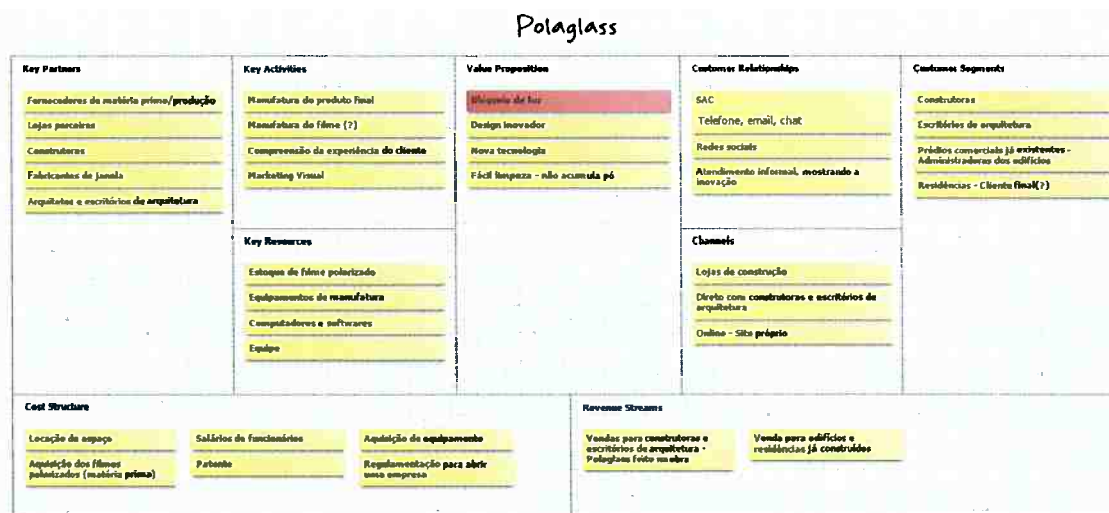 Polaglass
Key Partners
Fornecedores de matéria prima/produção
Lojas parceiras
Construtoras
Fabricantes de janela
Arquitetos e escritórios de arquitetura
Key Activities
Manufatura do produto final
Manufatura do filme (?)
Compreensão da experiência do cliente
Marketing Visual
Key Resources
Estoque de filme polarizado
Equipamentos de manufatura
Computadores e softwares
Equipe
Value Proposition
Bloqueio de luz
Design inovador
Nova tecnologia
Fácil limpeza - não acumula pó
Customer Relationships
SAC
Telefone, email, chat
Redes sociais
Atendimento informal, mostrando a
inovação
Channels
Lojas de construção
Direto com construtoras e escritórios de
arquitetura
Online - Site próprio
Customer Segments
Construtoras
Escritórios de arquitetura
Prédios comerciais já existentes -
Administradoras dos edifícios
Residências - Cliente final(?)
Cost Structure
Locação de espaço
Salários de funcionários
Aquisição de equipamento
Aquisição dos filmes
polarizados (matéria prima)
Patente
Regulamentação para abrir
uma empresa
Revenue Streams
Vendas para construtoras e
escritórios de arquitetura -
Polaglass feito na obra
Venda para edifícios e
residências já construídos